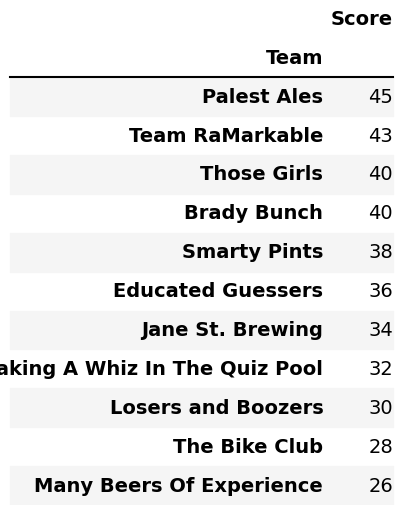 Score
Team
Palest Ales 45
Team RaMarkable 43
Those Girls 40
Brady Bunch 40
Smarty Pints 38
Educated Guessers 36
Jane St. Brewing 34
aking A Whiz In The Quiz Pool 32
Losers and Boozers 30
The Bike Club 28
Many Beers Of Experience 26